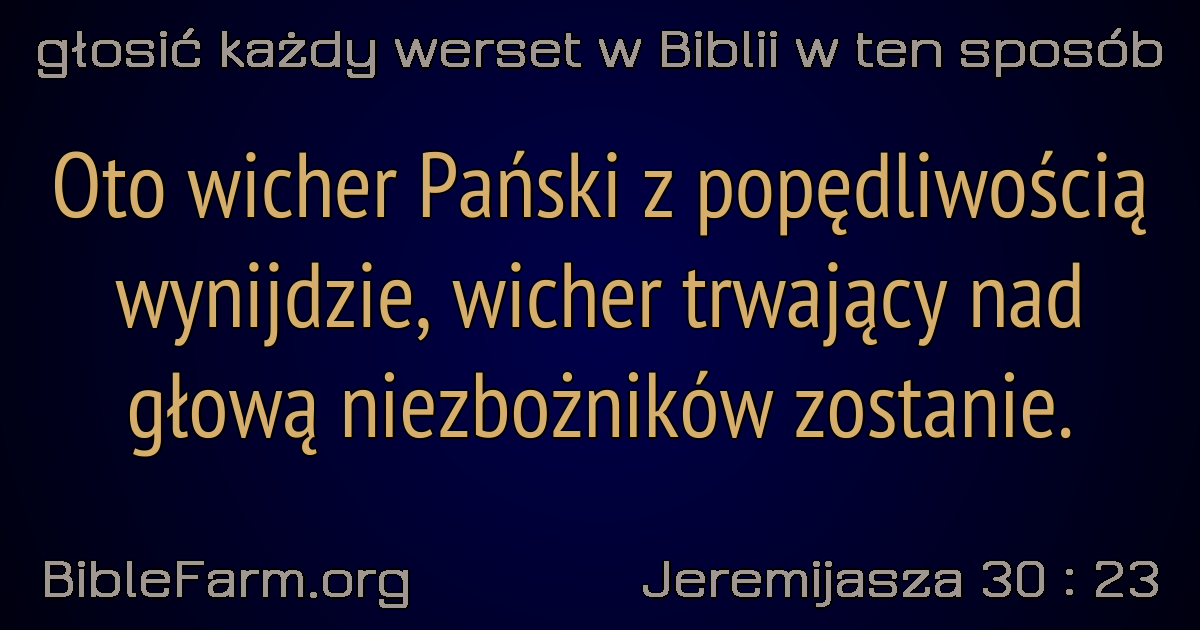 głosić każdy werset w Biblii w ten sposób
Oto wicher Pański z popędliwością
wynijdzie, wicher trwający nad
głową niezbożników zostanie.
BibleFarm.org
Jeremijasza 30 : 23